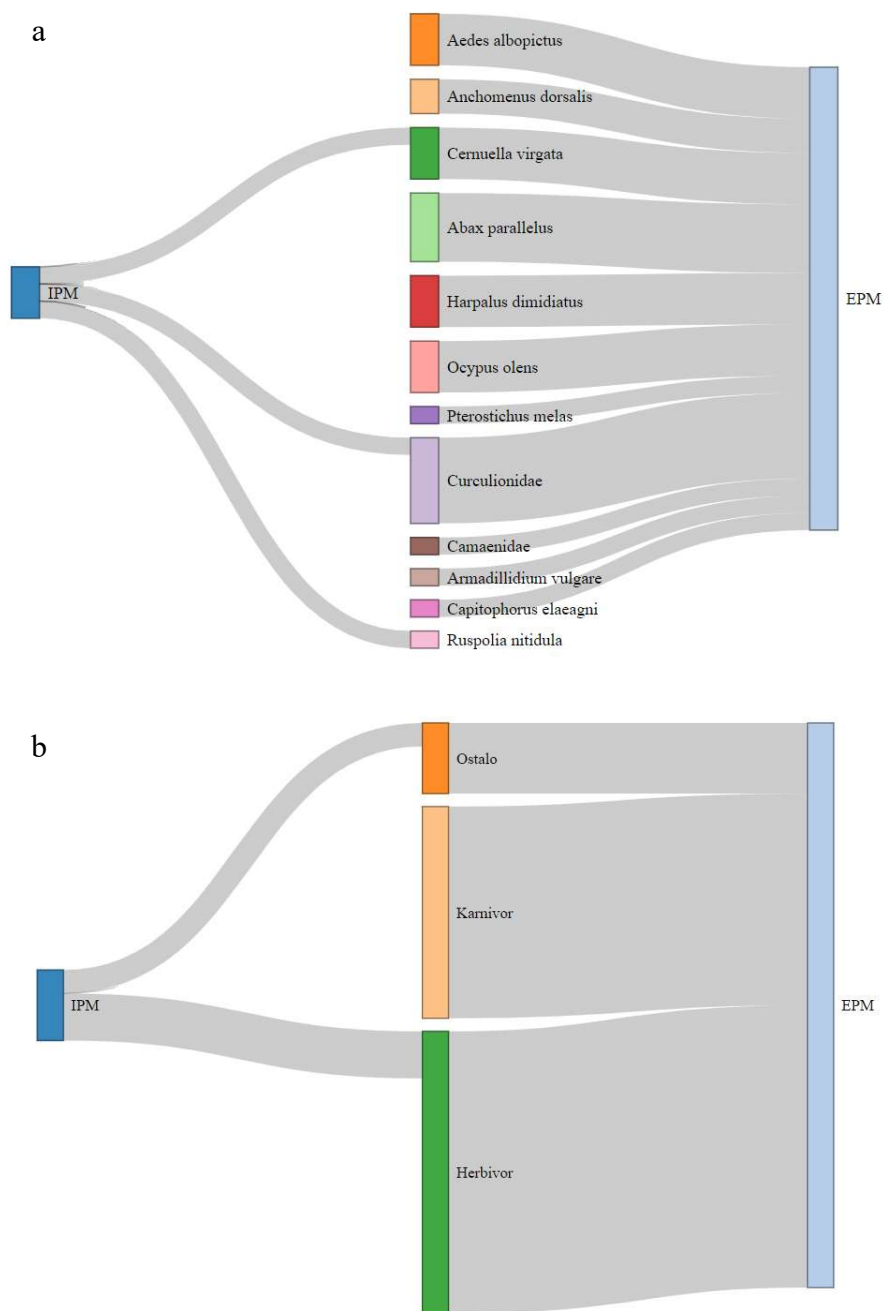 a
Aedes albopictus
Anchomenus dorsalis
Cernuella virgata
Abax parallelus
IPM
Harpalus dimidiatus
EPM
Ocypus olens
Pterostichus melas
Curculionidae
Camaenidae
Armadillidium vulgare
Capitophorus elaeagni
Ruspolia nitidula
b
Ostalo
Karnivor
IPM
EPM
Herbivor